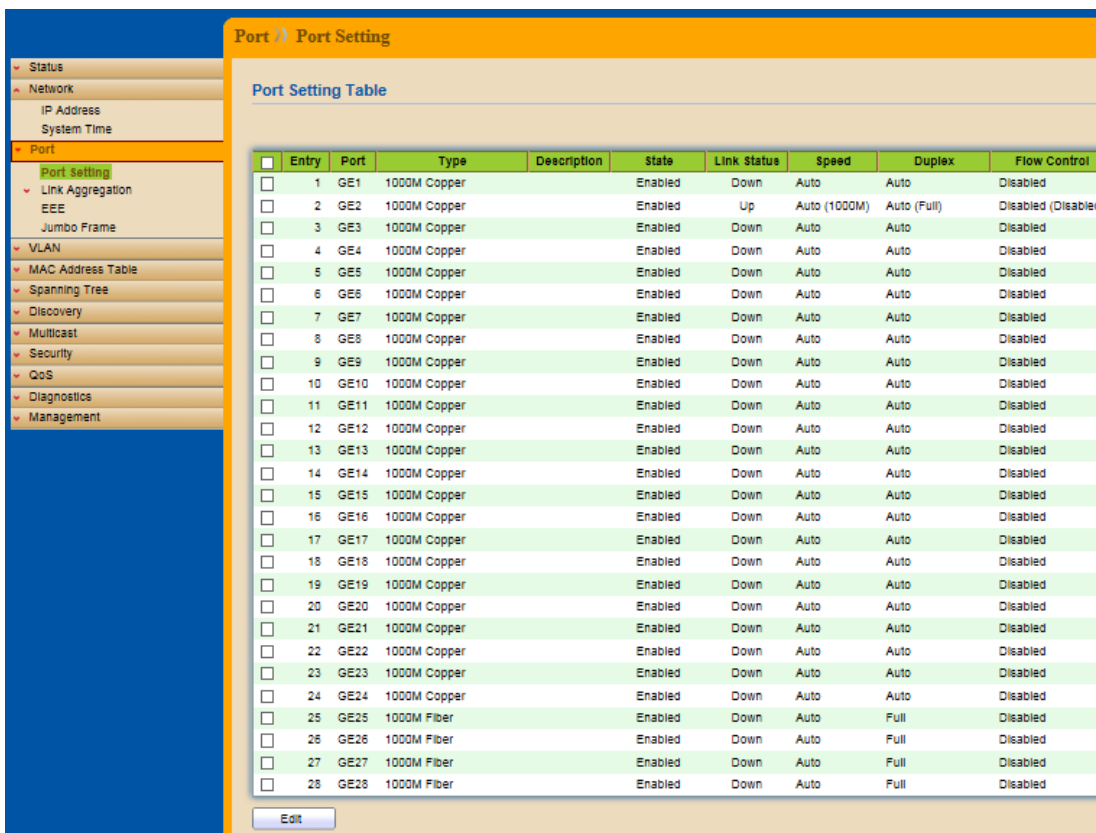 Port Port Setting
Status
Network
IP Address
System Time
Port
Port Setting
Link Aggregation
EEE
Jumbo Frame
VLAN
MAC Address Table
Spanning Tree
Discovery
Multicast
Security
QoS
Diagnostics
Management
Port Setting Table
Entry Port Type Description State Link Status Speed Duplex Flow Control
1 GE1 1000M Copper Enabled Down Auto Auto Disabled
2 GE2 1000M Copper Enabled Up Auto (1000M) Auto (Full) Disabled (Disabled
3 GE3 1000M Copper Enabled Down Auto Auto Disabled
4 GE4 1000M Copper Enabled Down Auto Auto Disabled
5 GE5 1000M Copper Enabled Down Auto Auto Disabled
6 GE6 1000M Copper Enabled Down Auto Auto Disabled
7 GE7 1000M Copper Enabled Down Auto Auto Disabled
8 GE8 1000M Copper Enabled Down Auto Auto Disabled
9 GE9 1000M Copper Enabled Down Auto Auto Disabled
10 GE10 1000M Copper Enabled Down Auto Auto Disabled
11 GE11 1000M Copper Enabled Down Auto Auto Disabled
12 GE12 1000M Copper Enabled Down Auto Auto Disabled
13 GE13 1000M Copper Enabled Down Auto Auto Disabled
14 GE14 1000M Copper Enabled Down Auto Auto Disabled
15 GE15 1000M Copper Enabled Down Auto Auto Disabled
16 GE16 1000M Copper Enabled Down Auto Auto Disabled
17 GE17 1000M Copper Enabled Down Auto Auto Disabled
18 GE18 1000M Copper Enabled Down Auto Auto Disabled
19 GE19 1000M Copper Enabled Down Auto Auto Disabled
20 GE20 1000M Copper Enabled Down Auto Auto Disabled
21 GE21 1000M Copper Enabled Down Auto Auto Disabled
22 GE22 1000M Copper Enabled Down Auto Auto Disabled
23 GE23 1000M Copper Enabled Down Auto Auto Disabled
24 GE24 1000M Copper Enabled Down Auto Auto Disabled
25 GE25 1000M Fiber Enabled Down Auto Full Disabled
26 GE26 1000M Fiber Enabled Down Auto Full Disabled
27 GE27 1000M Fiber Enabled Down Auto Full Disabled
28 GE28 1000M Fiber Enabled Down Auto Full Disabled
Edit